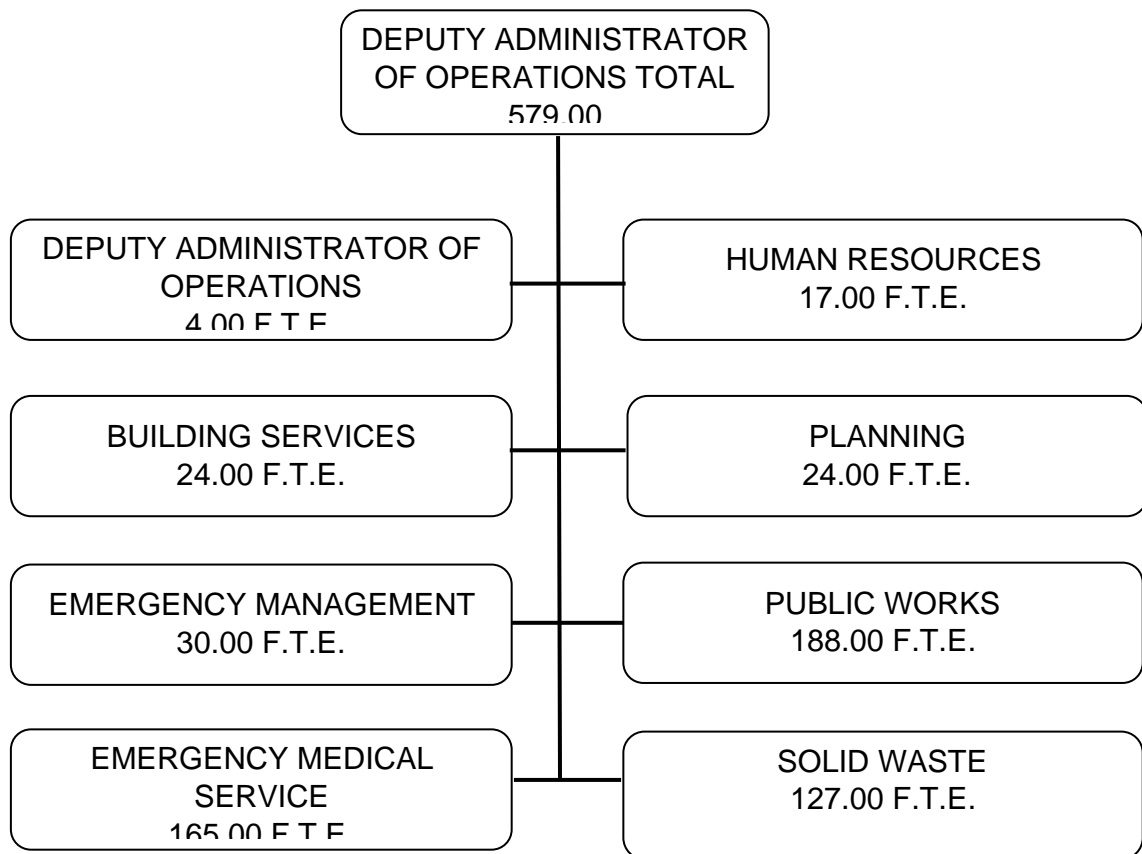 DEPUTY ADMINISTRATOR
OF OPERATIONS TOTAL
579.00
DEPUTY ADMINISTRATOR OF
OPERATIONS
4.00 F.T.E.
HUMAN RESOURCES
17.00 F.T.E.
BUILDING SERVICES
24.00 F.T.E.
PLANNING
24.00 F.T.E.
EMERGENCY MANAGEMENT
30.00 F.T.E.
PUBLIC WORKS
188.00 F.T.E.
EMERGENCY MEDICAL
SERVICE
165.00 F.T.E.
SOLID WASTE
127.00 F.T.E.